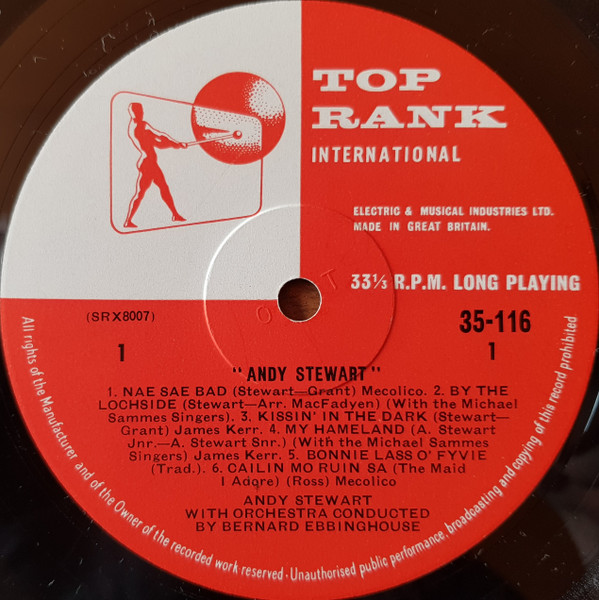 TOP
RANK
INTERNATIONAL
ELECTRIC & MUSICAL INDUSTRIES LTD.
MADE IN GREAT BRITAIN.
33⅓ R.P.M. LONG PLAYING
(SRX8007)
35-116
1
1
"ANDY STEWART"
1. NAE SAE BAD (Stewart—Grant) Mecolico. 2. BY THE
LOCHSIDE (Stewart—Arr. MacFadyen) (With the Michael
Sammes Singers). 3. KISSIN' IN THE DARK (Stewart—
Grant) James Kerr. 4. MY HAMELAND (A. Stewart
Jnr.—A. Stewart Snr.) (With the Michael Sammes
Singers) James Kerr. 5. BONNIE LASS O' FYVIE
(Trad.). 6. CAILIN MO RUIN SA (The Maid
I Adqre) (Ross) Mecolico
ANDY STEWART
WITH ORCHESTRA CONDUCTED
BY BERNARD EBBINGHOUSE
All rights of the Manufacturer and of the Owner of the recorded work reserved · Unauthorised public performance, broadcasting and copying of this record prohibited